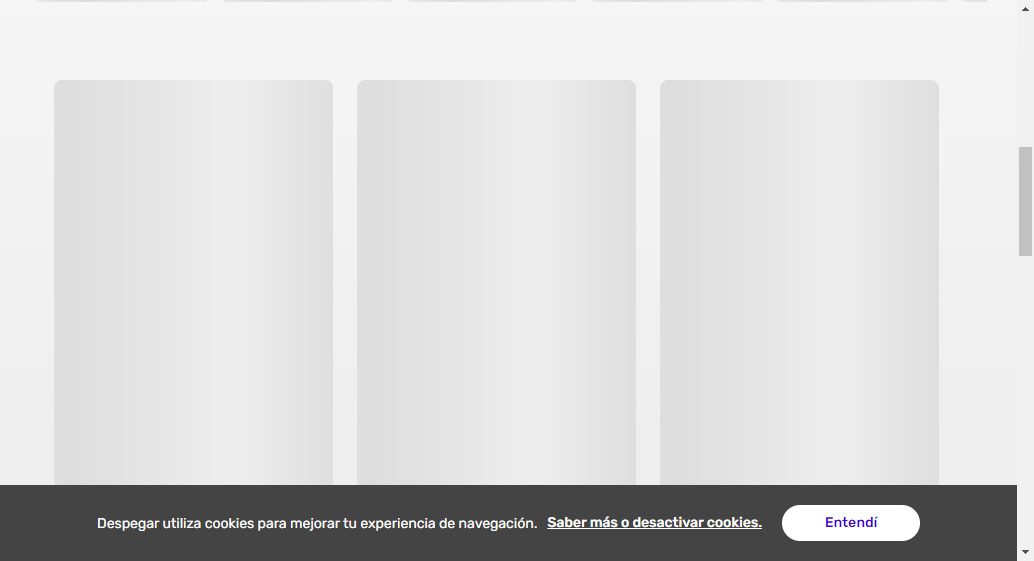 Despegar utiliza cookies para mejorar tu experiencia de navegación. Saber más o desactivar cookies. Entendí